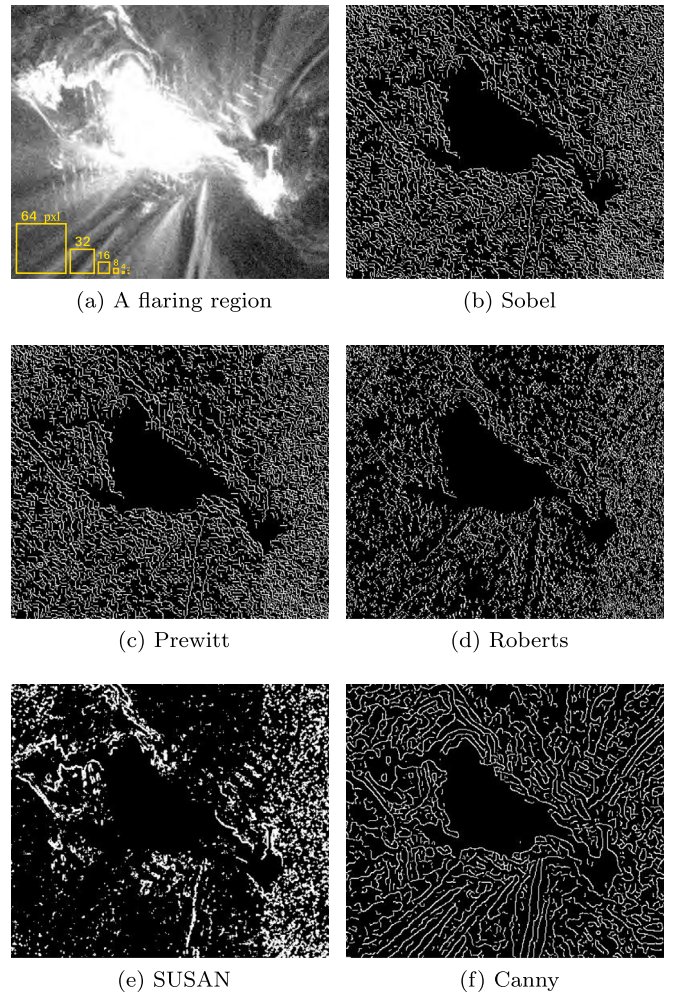 64 pxl
32
16
8
(a) A flaring region
(b) Sobel
(c) Prewitt
(d) Roberts
(e) SUSAN
(f) Canny